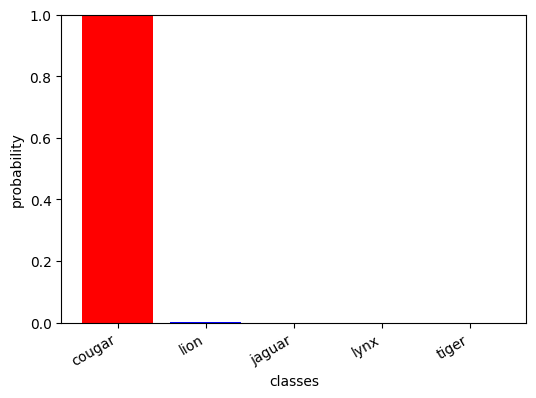 1.0
0.8
0.6
0.4
0.2
0.0
probability
cougar
lion
jaguar
lynx
tiger
classes